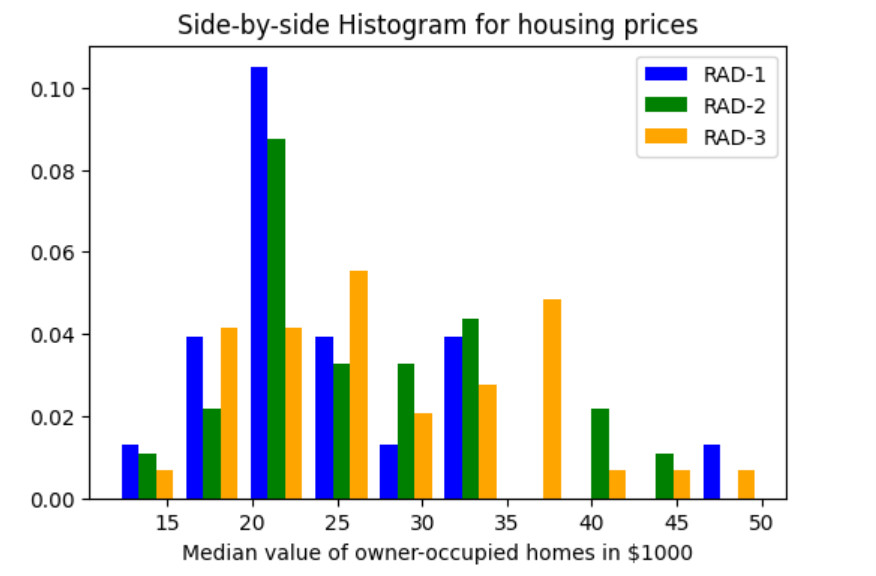 Side-by-side Histogram for housing prices
RAD-1
RAD-2
RAD-3
0.10
0.08
0.06
0.04
0.02
0.00
15 20 25 30 35 40 45 50
Median value of owner-occupied homes in $1000